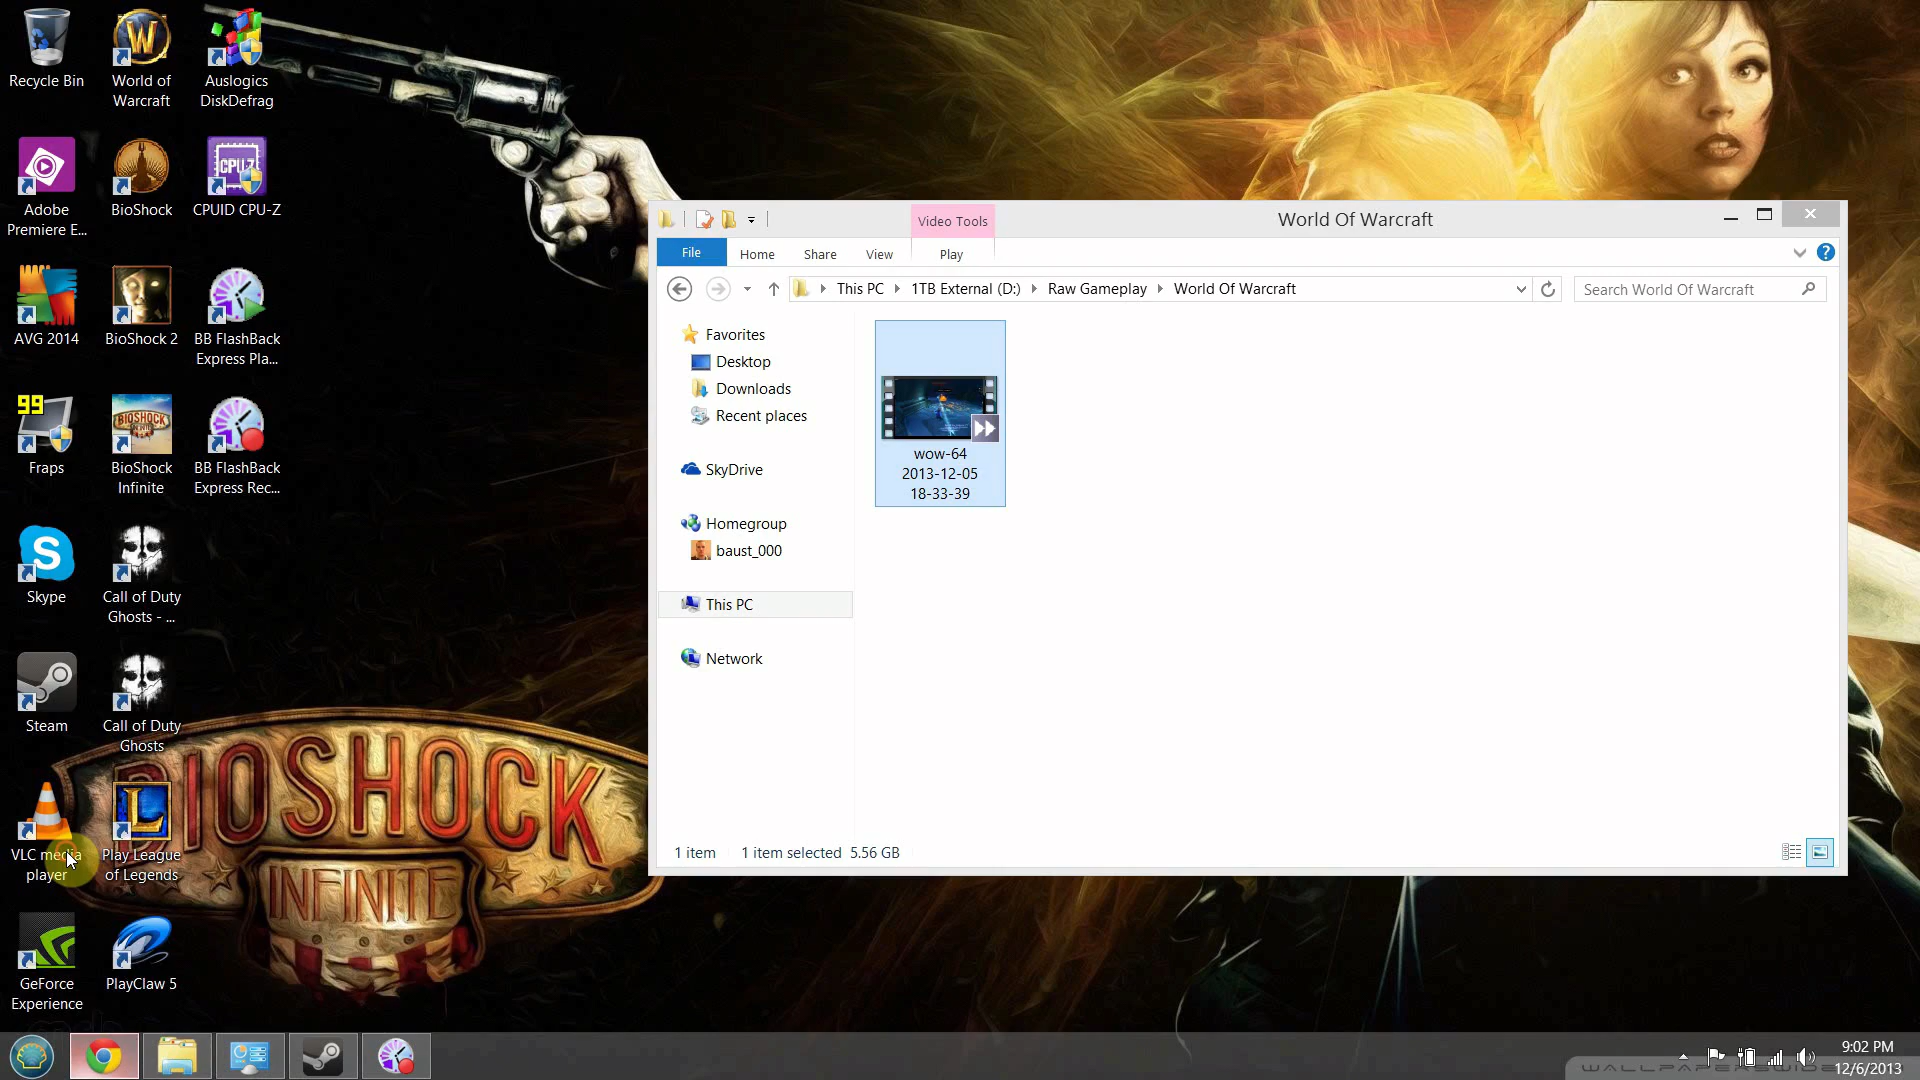 Recycle Bin
World of
Warcraft
Auslogics
DiskDefrag
Adobe
Premiere E...
BioShock
CPUID CPU-Z
AVG 2014
BioShock 2
BB FlashBack
Express Pla...
99
Fraps
BIOSHOCK
BioShock
Infinite
BB FlashBack
Express Rec...
Skype
Call of Duty
Ghosts - ...
Steam
Call of Duty
Ghosts
VLC media
player
Play League
of Legends
GeForce
Experience
PlayClaw 5
BIOSHOCK
INFINITE
Video Tools
World Of Warcraft
File
Home
Share
View
Play
This PC
1TB External (D:)
Raw Gameplay
World Of Warcraft
Search World Of Warcraft
Favorites
Desktop
Downloads
Recent places
SkyDrive
Homegroup
baust_000
This PC
Network
wow-64
2013-12-05
18-33-39
1 item
1 item selected 5.56 GB
9:02 PM
12/6/2013